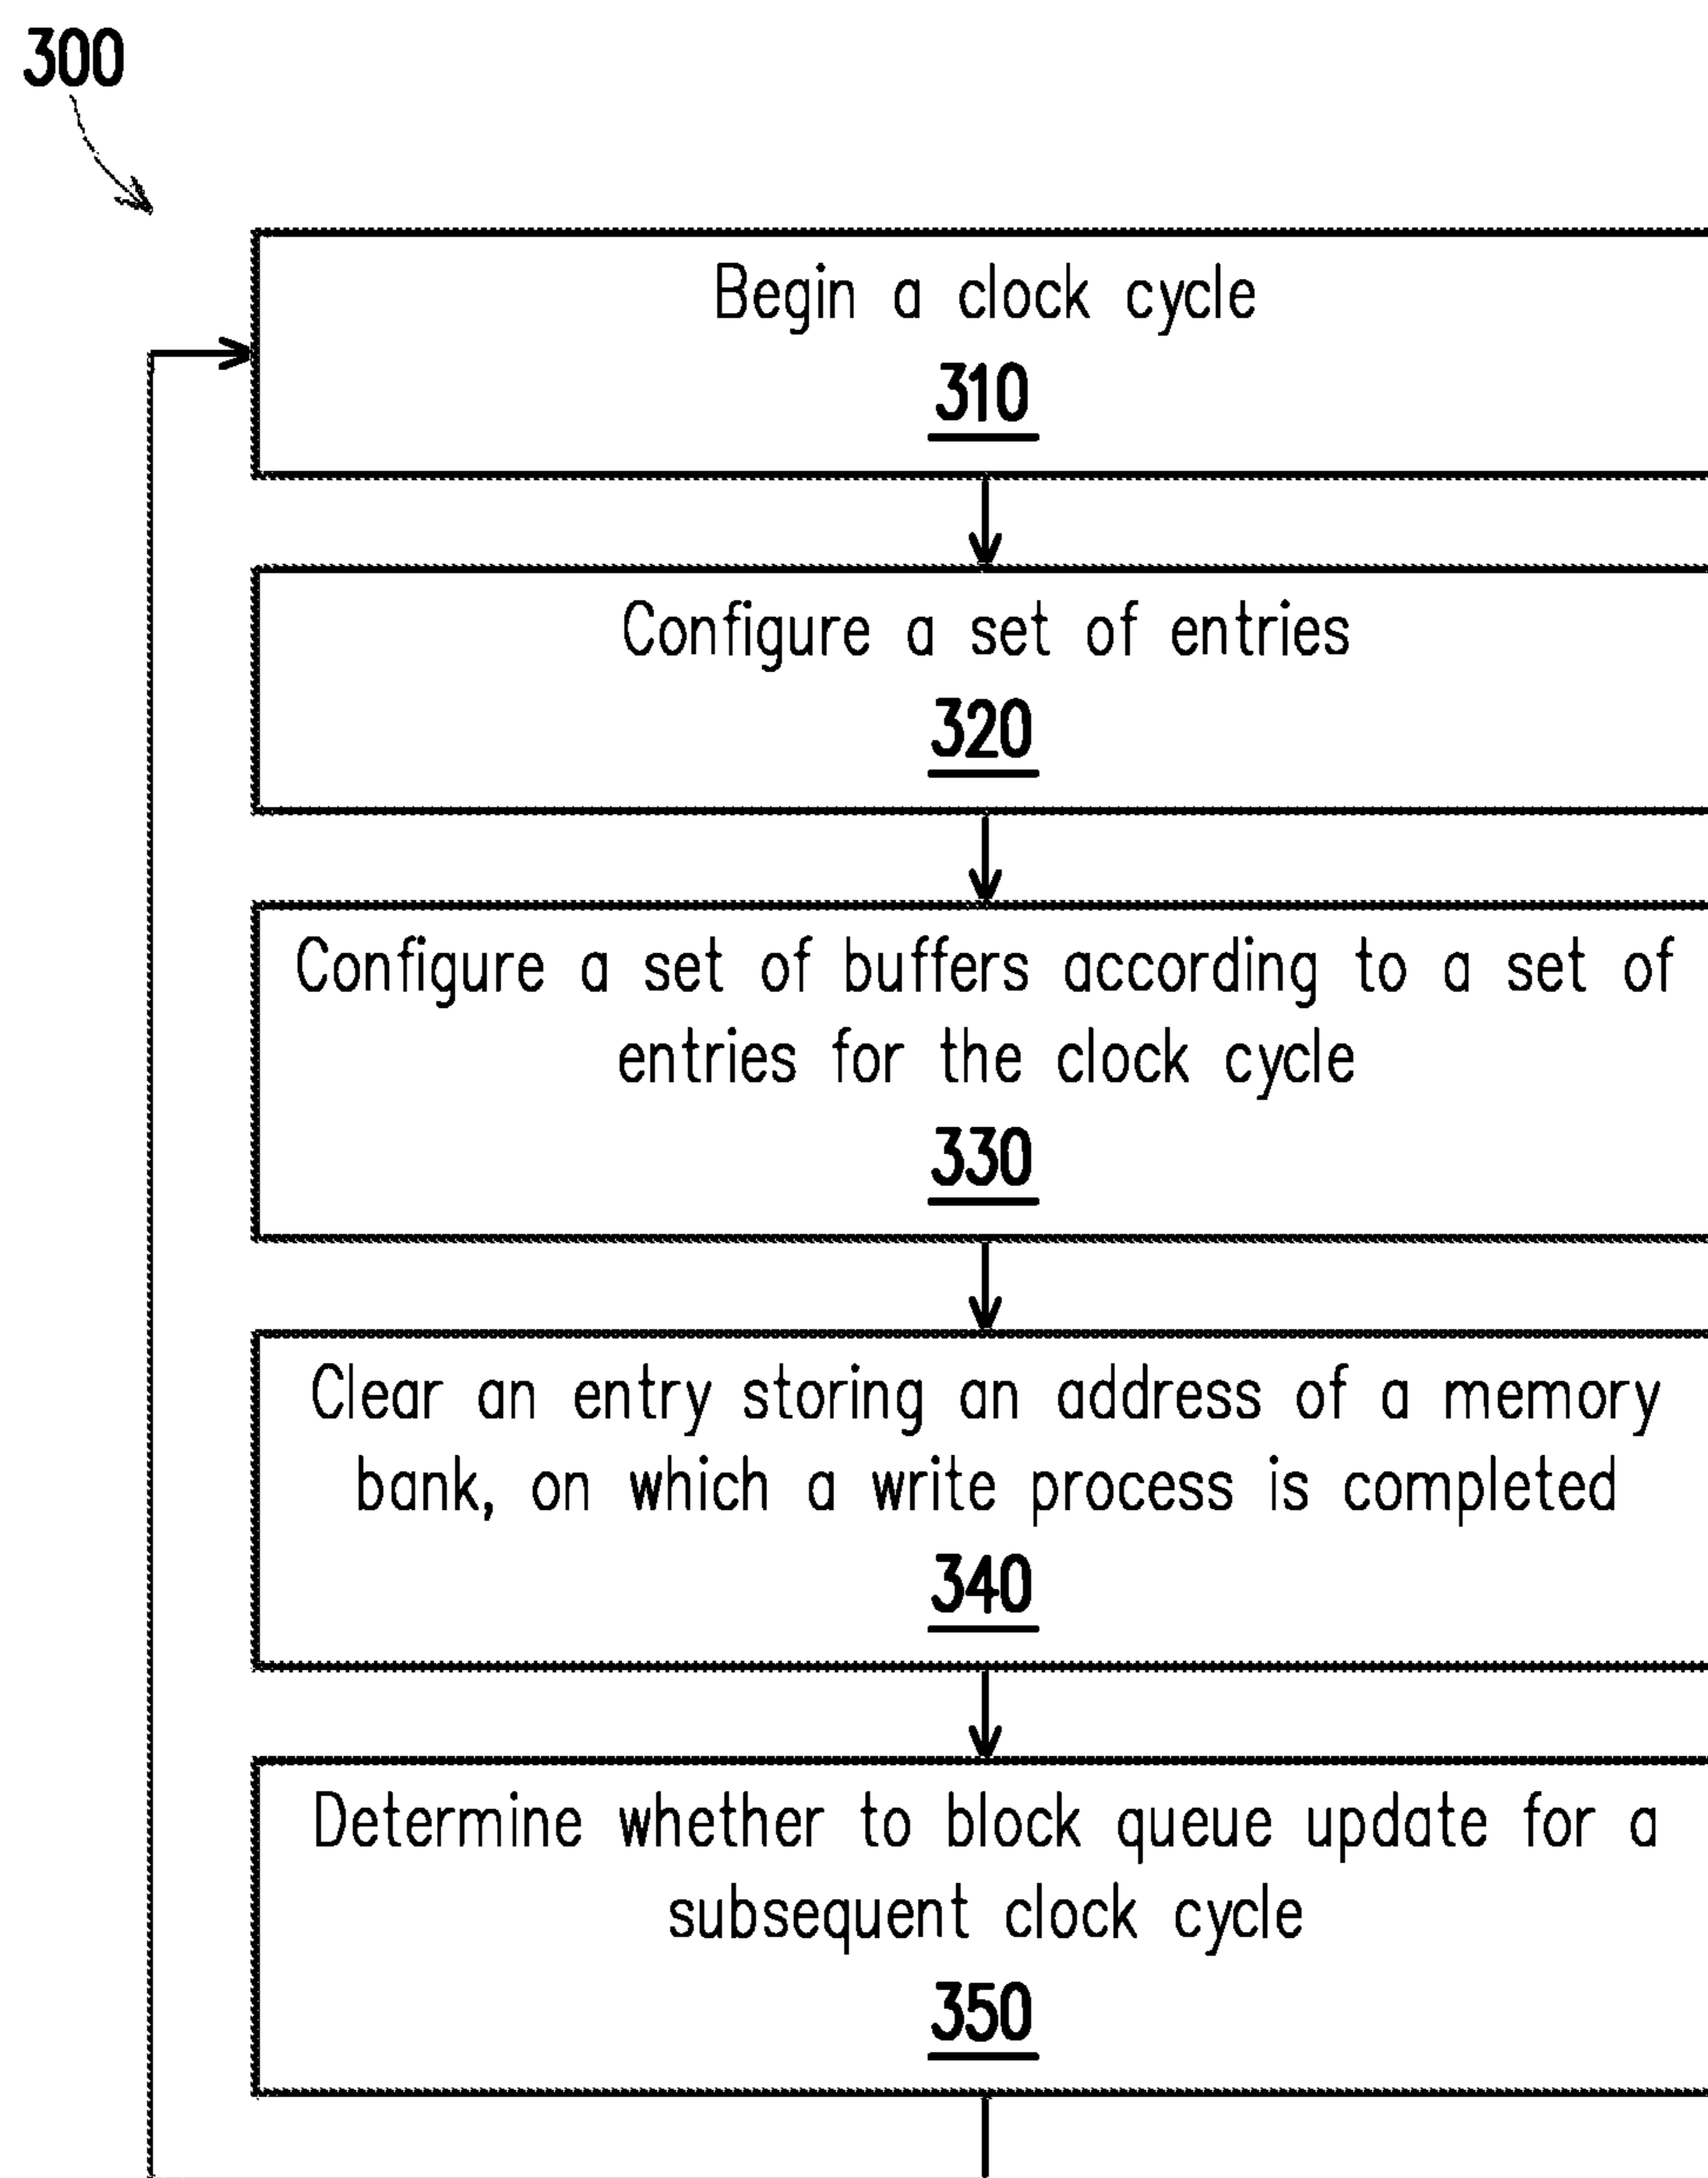 300
Begin a clock cycle
310
Configure a set of entries
320
Configure a set of buffers according to a set of
entries for the clock cycle
330
Clear an entry storing an address of a memory
bank, on which a write process is completed
340
Determine whether to block queue update for a
subsequent clock cycle
350